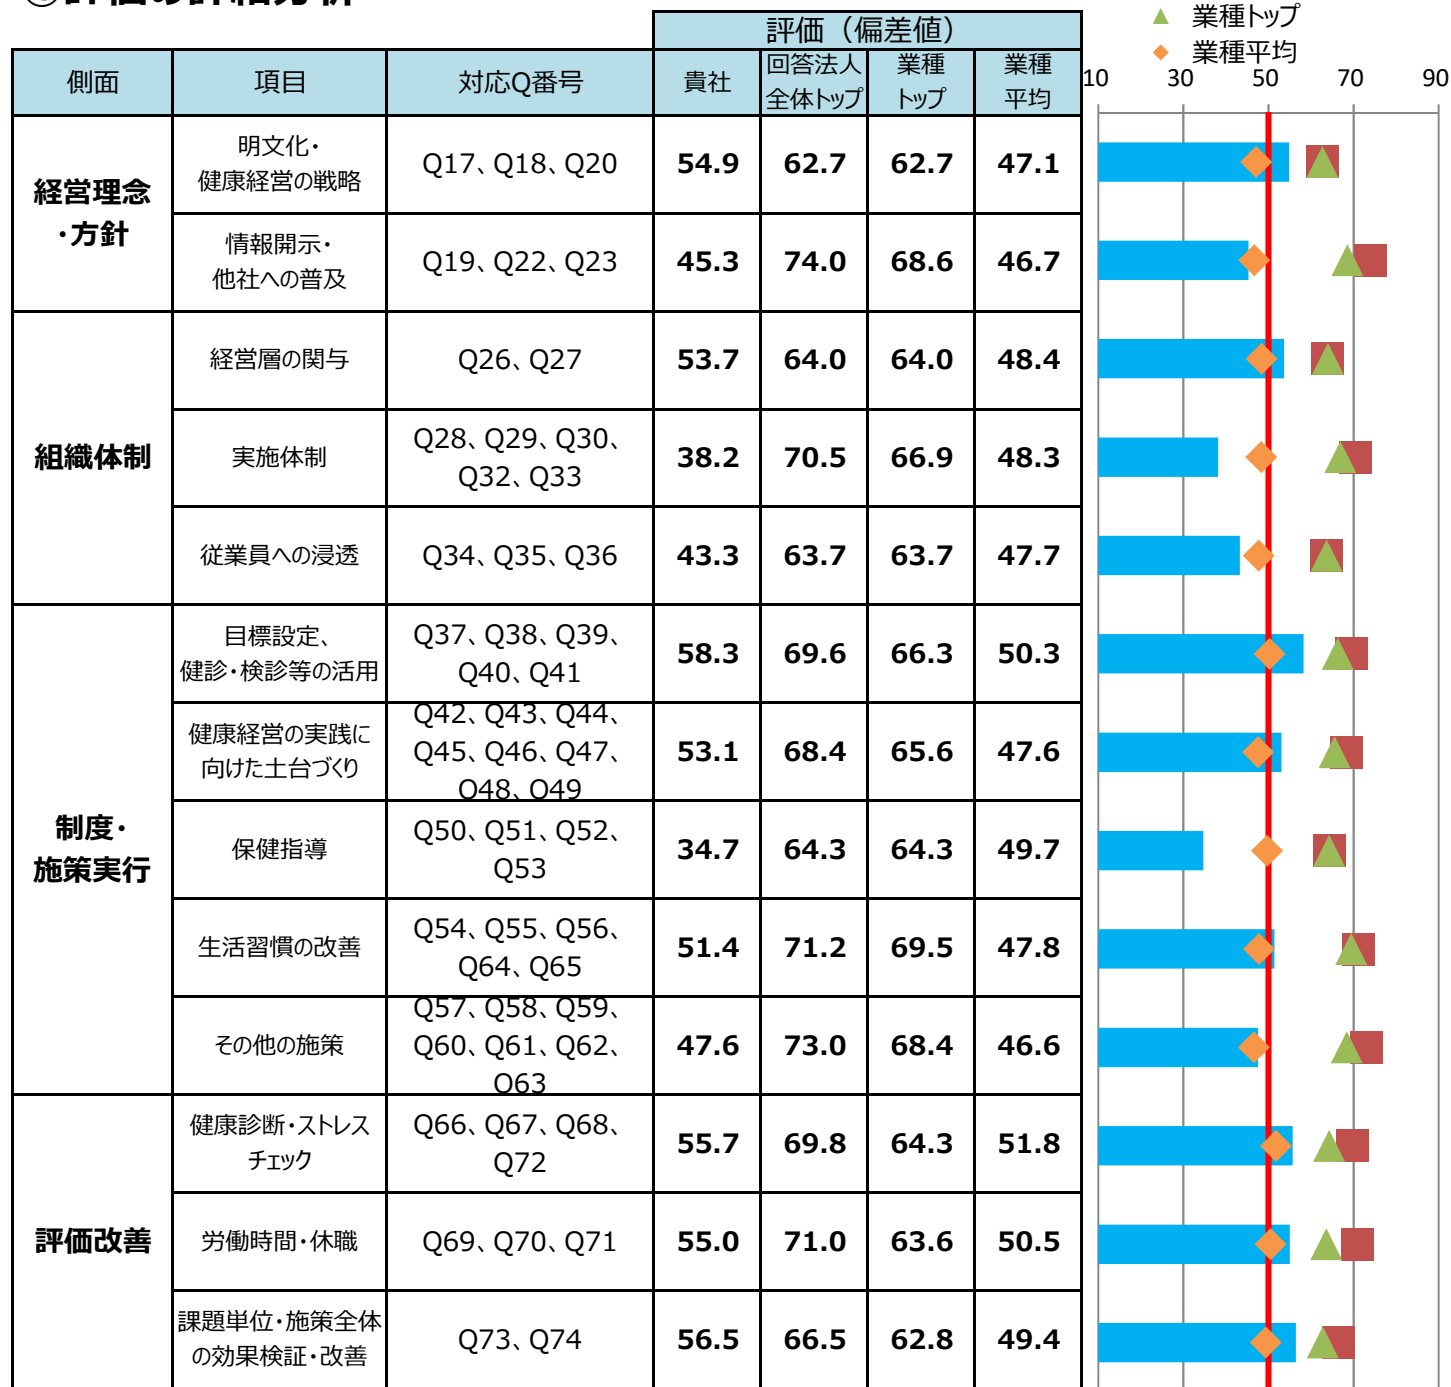 ①評価の詳細分析
▲ 業種トップ
◆ 業種平均
評価（偏差値）
側面 項目 対応Q番号 貴社 回答法人 業種 業種
全体トップ トップ 平均
10 30 50 70 90
経営理念
・方針
明文化・
健康経営の戦略
Q17、Q18、Q20 54.9 62.7 62.7 47.1
情報開示・
他社への普及
Q19、Q22、Q23 45.3 74.0 68.6 46.7
組織体制
経営層の関与 Q26、Q27 53.7 64.0 64.0 48.4
実施体制
Q28、Q29、Q30、
Q32、Q33
38.2 70.5 66.9 48.3
従業員への浸透 Q34、Q35、Q36 43.3 63.7 63.7 47.7
制度・
施策実行
目標設定、
健診・検診等の活用
Q37、Q38、Q39、
Q40、Q41
58.3 69.6 66.3 50.3
健康経営の実践に
向けた土台づくり
Q42、Q43、Q44、
Q45、Q46、Q47、
Q48、Q49
53.1 68.4 65.6 47.6
保健指導
Q50、Q51、Q52、
Q53
34.7 64.3 64.3 49.7
生活習慣の改善
Q54、Q55、Q56、
Q64、Q65
51.4 71.2 69.5 47.8
その他の施策
Q57、Q58、Q59、
Q60、Q61、Q62、
Q63
47.6 73.0 68.4 46.6
評価改善
健康診断・ストレス
チェック
Q66、Q67、Q68、
Q72
55.7 69.8 64.3 51.8
労働時間・休職 Q69、Q70、Q71 55.0 71.0 63.6 50.5
課題単位・施策全体
の効果検証・改善
Q73、Q74 56.5 66.5 62.8 49.4